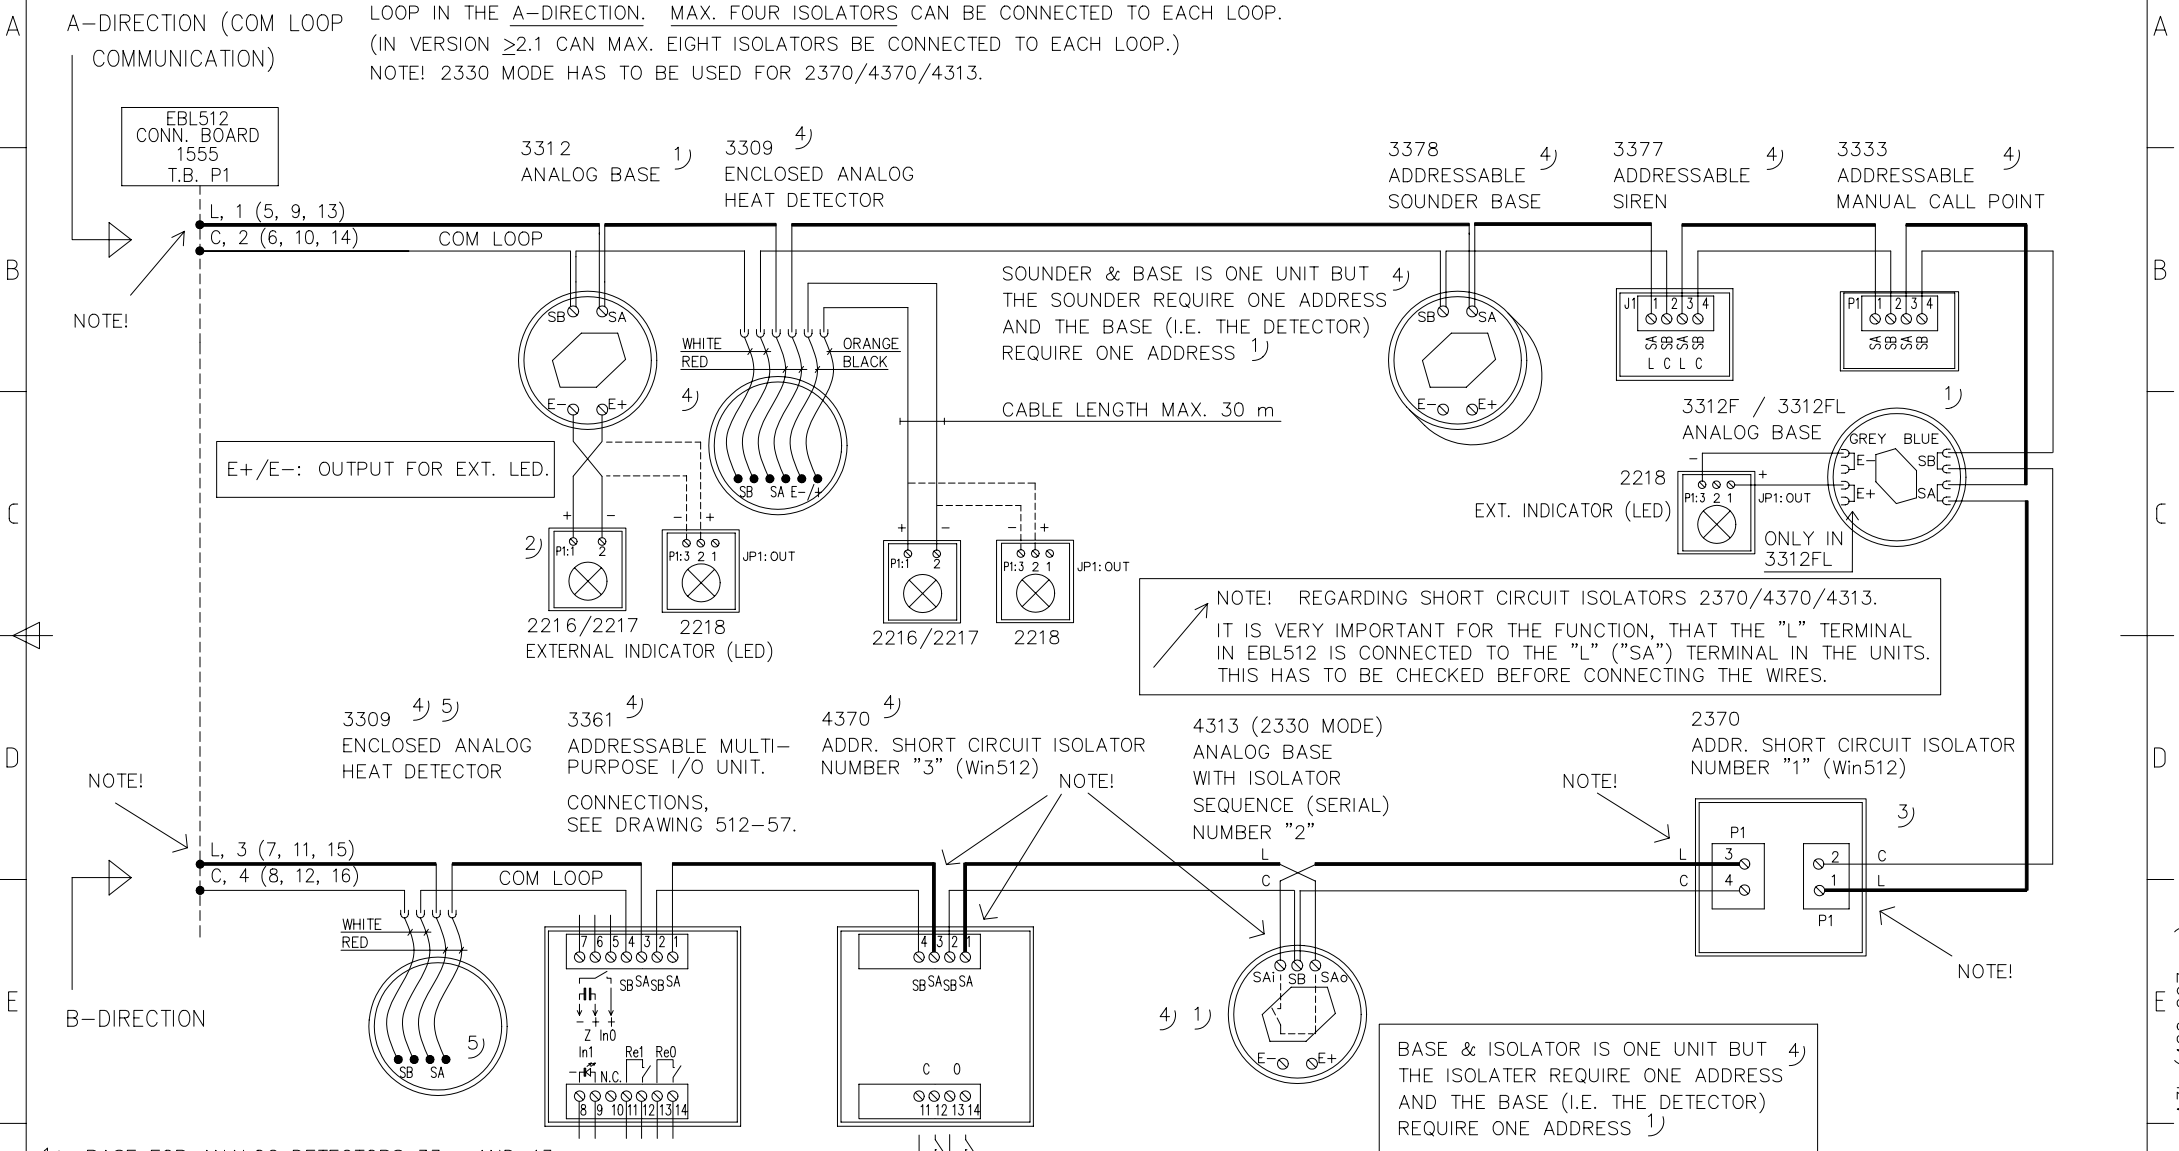 A
A-DIRECTION (COM LOOP
COMMUNICATION)
LOOP IN THE A-DIRECTION. MAX. FOUR ISOLATORS CAN BE CONNECTED TO EACH LOOP.
(IN VERSION ≥2.1 CAN MAX. EIGHT ISOLATORS BE CONNECTED TO EACH LOOP.)
NOTE! 2330 MODE HAS TO BE USED FOR 2370/4370/4313.
A
EBL512
CONN. BOARD
1555
T.B. P1
3312
ANALOG BASE 1)
3309 4)
ENCLOSED ANALOG
HEAT DETECTOR
3378
ADDRESSABLE 4)
SOUNDER BASE
3377
ADDRESSABLE 4)
SIREN
3333
ADDRESSABLE 4)
MANUAL CALL POINT
L, 1 (5, 9, 13)
C, 2 (6, 10, 14)
COM LOOP
B
NOTE!
B
SOUNDER & BASE IS ONE UNIT BUT 4)
THE SOUNDER REQUIRE ONE ADDRESS
AND THE BASE (I.E. THE DETECTOR)
REQUIRE ONE ADDRESS 1)
SB SA
E- E+
WHITE
RED
ORANGE
BLACK
4)
SB SA E-/+
SB SA
E- E+
J1 1 2 3 4
SA SB SA SB
L C L C
P1 1 2 3 4
SA SB SA SB
CABLE LENGTH MAX. 30 m
3312F / 3312FL 1)
ANALOG BASE
GREY BLUE
E- SB
E+ SA
E+/E-: OUTPUT FOR EXT. LED.
2218
EXT. INDICATOR (LED)
- +
P1:3 2 1
JP1:OUT
ONLY IN
3312FL
C
C
2)
+ -
P1:1 2
- +
P1:3 2 1
JP1:OUT
2216/2217
EXTERNAL INDICATOR (LED)
2218
+ -
P1:1 2
- +
P1:3 2 1
JP1:OUT
2216/2217
2218
NOTE! REGARDING SHORT CIRCUIT ISOLATORS 2370/4370/4313.
IT IS VERY IMPORTANT FOR THE FUNCTION, THAT THE "L" TERMINAL
IN EBL512 IS CONNECTED TO THE "L" ("SA") TERMINAL IN THE UNITS.
THIS HAS TO BE CHECKED BEFORE CONNECTING THE WIRES.
D
D
NOTE!
3309 4) 5)
ENCLOSED ANALOG
HEAT DETECTOR
3361 4)
ADDRESSABLE MULTI-
PURPOSE I/O UNIT.
CONNECTIONS,
SEE DRAWING 512-57.
4370 4)
ADDR. SHORT CIRCUIT ISOLATOR
NUMBER "3" (Win512)
NOTE!
4313 (2330 MODE)
ANALOG BASE
WITH ISOLATOR
SEQUENCE (SERIAL)
NUMBER "2"
NOTE!
2370
ADDR. SHORT CIRCUIT ISOLATOR
NUMBER "1" (Win512)
3)
L, 3 (7, 11, 15)
C, 4 (8, 12, 16)
COM LOOP
L
C
L
C
P1
3
4
2
1
P1
C
L
NOTE!
WHITE
RED
5)
SB SA
7 6 5 4 3 2 1
SB SA SB SA
- + +
Z In0
In1 Re1 Re0
- + N.C.
8 9 10 11 12 13 14
4 3 2 1
SB SA SB SA
C O
11 12 13 14
4) 1)
SAi SB SAo
E- E+
E
B-DIRECTION
E
BASE & ISOLATOR IS ONE UNIT BUT 4)
THE ISOLATER REQUIRE ONE ADDRESS
AND THE BASE (I.E. THE DETECTOR)
REQUIRE ONE ADDRESS 1)